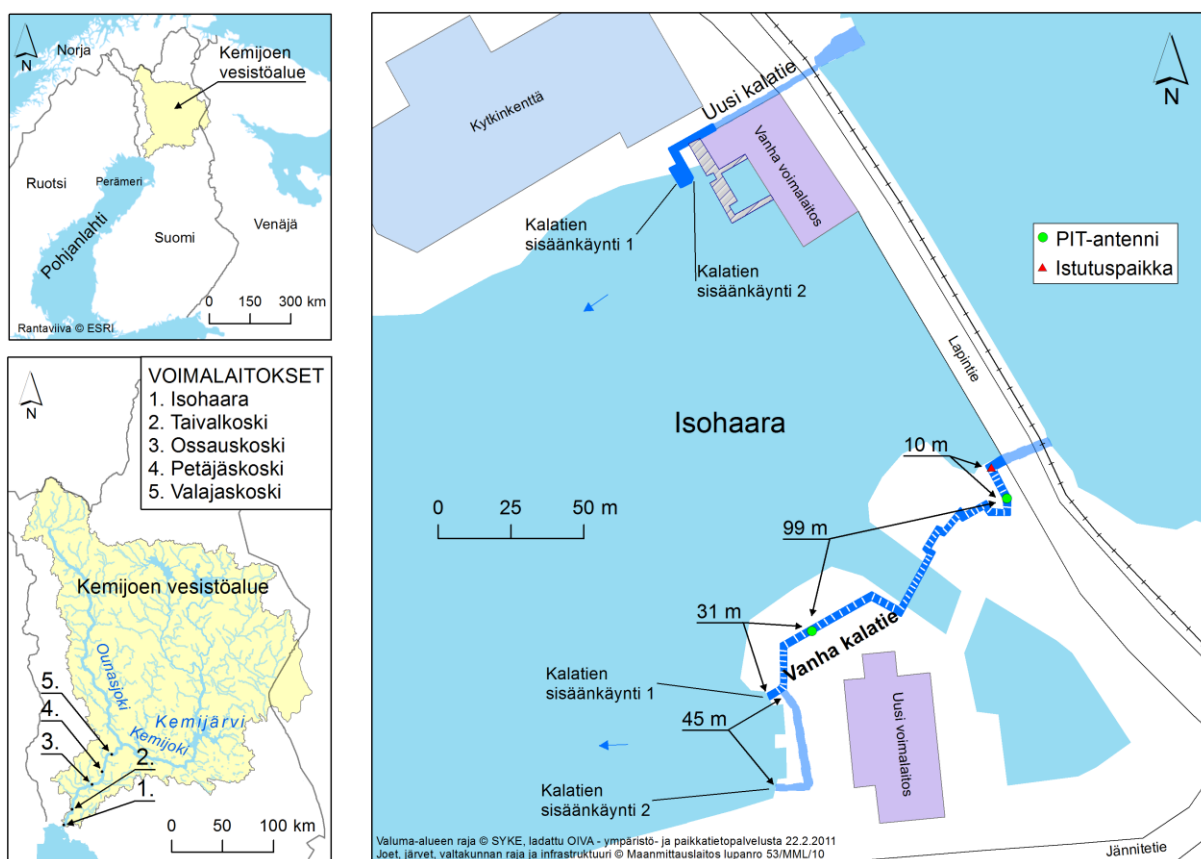 Norja
N
Kemijoen
vesistöalue
Ruotsi
Perämeri
Pohjanlahti
Suomi
Venäjä
0 150 300 km
Rantaviiva © ESRI
N
VOIMALAITOKSET
1. Isohaara
2. Taivalkoski
3. Ossauskoski
4. Petäjäskoski
5. Valajaskoski
Kemijoen vesistöalue
Ounasjoki
Kemijärvi
Kemijoki
5.
4.
3.
2.
1.
0 50 100 km
Kytkinkenttä
Uusi kalatie
Vanha voimalaitos
N
Kalatien
sisäänkäynti 1
Kalatien
sisäänkäynti 2
PIT-antenni
Istutuspaikka
Lapintie
Isohaara
10 m
0 25 50 m
99 m
31 m
Vanha kalatie
Kalatien
sisäänkäynti 1
45 m
Uusi voimalaitos
Kalatien
sisäänkäynti 2
Valuma-alueen raja © SYKE, ladattu OIVA - ympäristö- ja paikkatietopalvelusta 22.2.2011
Joet, järvet, valtakunnan raja ja infrastruktuuri © Maanmittauslaitos lupanro 53/MML/10
Jännitetie